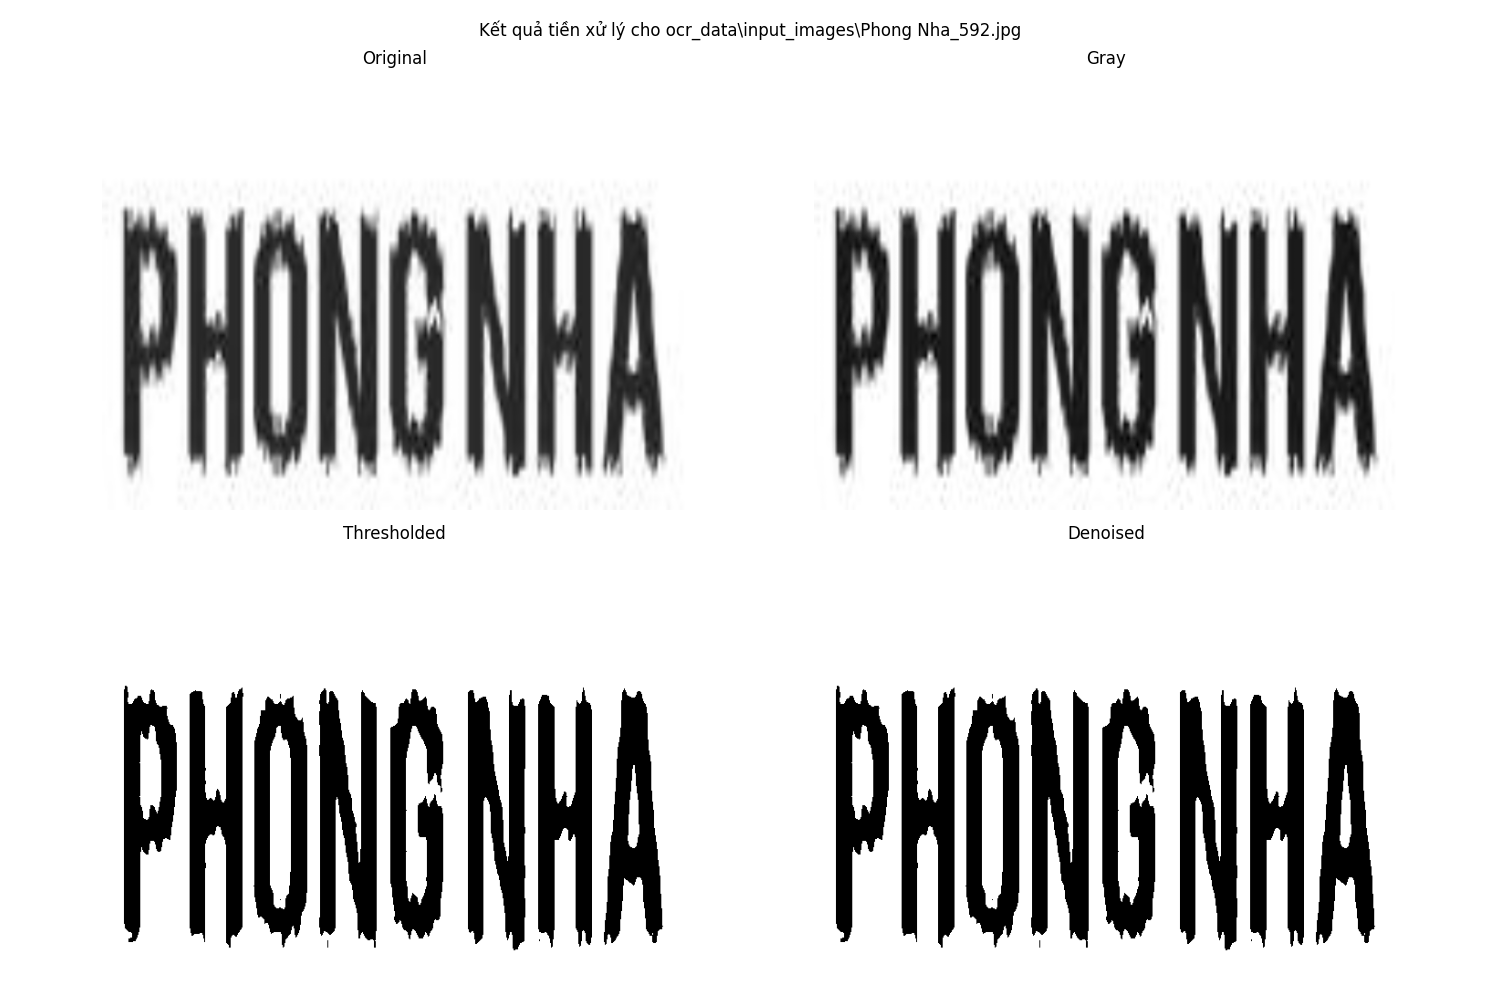 Kết quả tiền xử lý cho ocr_data\input_images\Phong Nha_592.jpg
Original
Gray
PHONG NHA
PHONG NHA
Thresholded
Denoised
PHONG NHA
PHONG NHA